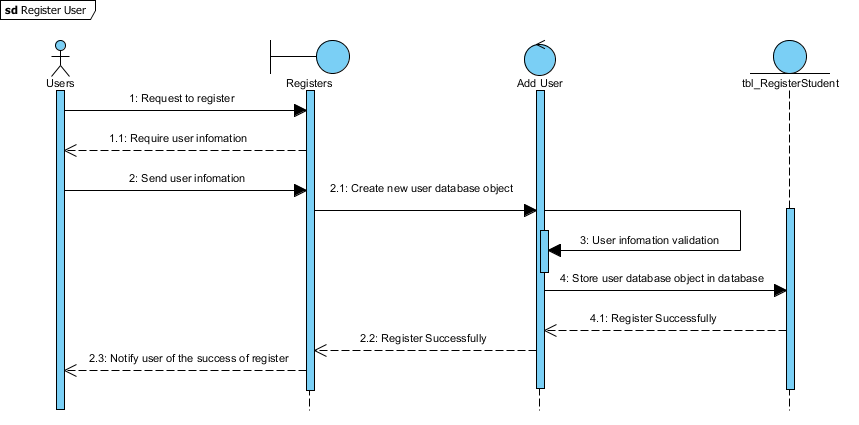 sd Register User
Users
Registers
Add User
tbl_RegisterStudent
1: Request to register
1.1: Require user infomation
2: Send user infomation
2.1: Create new user database object
3: User infomation validation
4: Store user database object in database
4.1: Register Successfully
2.2: Register Successfully
2.3: Notify user of the success of register